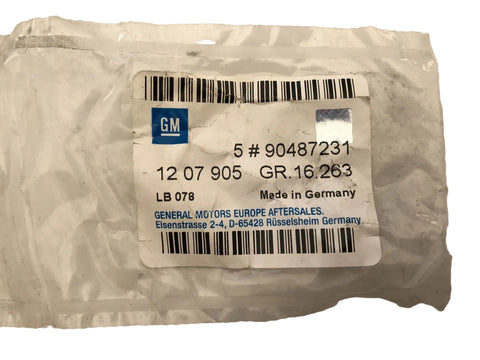 GM
5 # 90487231
12 07 905 GR.16.263
LB 078 Made in Germany
GENERAL MOTORS EUROPE AFTERSALES.
Eisenstrasse 2-4, D-65428 Rüsselsheim Germany